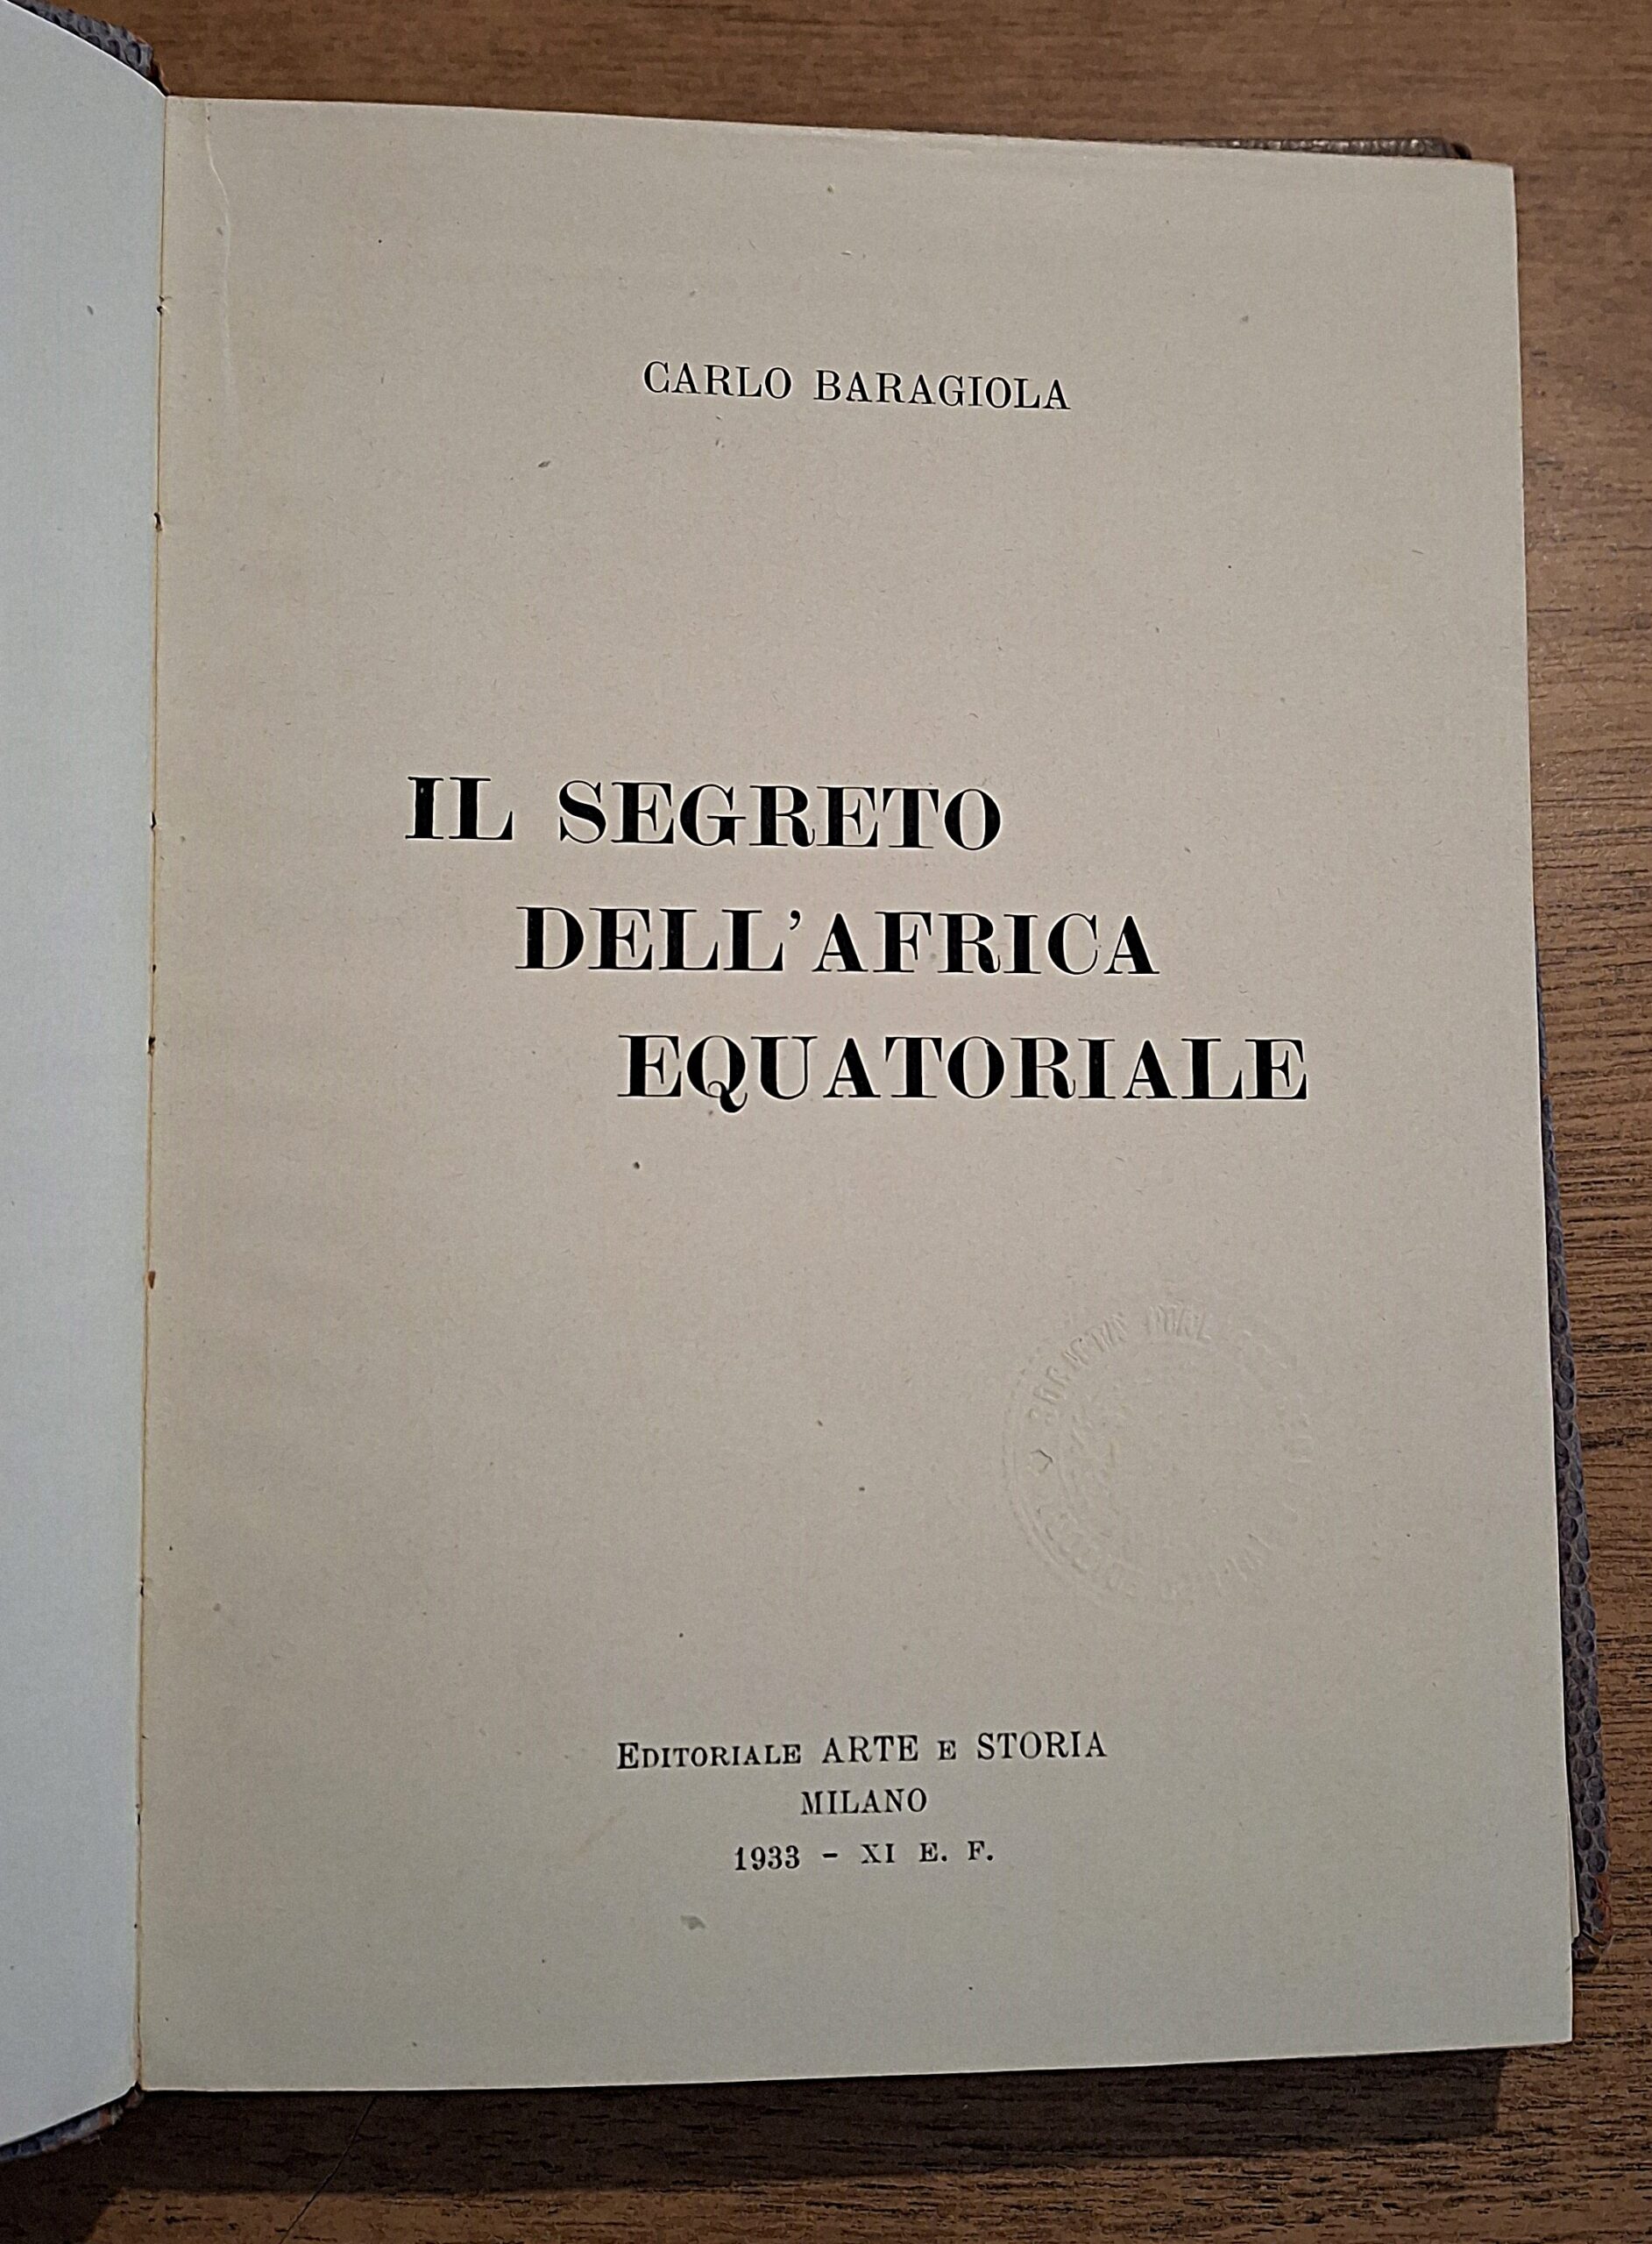 CARLO BARAGIOLA
IL SEGRETO
DELL'AFRICA
EQUATORIALE
EDITORIALE ARTE E STORIA
MILANO
1933 - XI E. F.